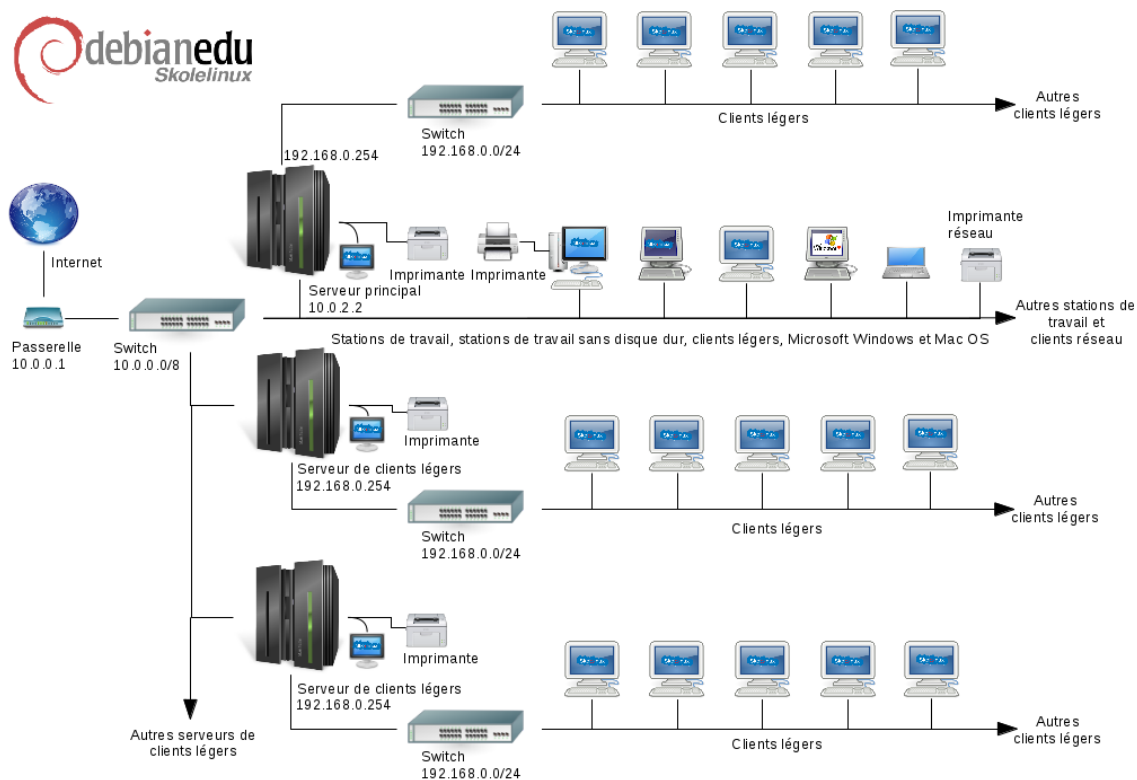 debianedu
Skolelinux
Switch
192.168.0.0/24
Clients légers
Autres
clients légers
192.168.0.254
Internet
Passerelle
10.0.0.1
Switch
10.0.0.0/8
Serveur principal
10.0.2.2
Imprimante
Imprimante
Imprimante
réseau
Stations de travail, stations de travail sans disque dur, clients légers, Microsoft Windows et Mac OS
Autres stations de
travail et
clients réseau
Imprimante
Serveur de clients légers
192.168.0.254
Switch
192.168.0.0/24
Clients légers
Autres
clients légers
Imprimante
Serveur de clients légers
192.168.0.254
Switch
192.168.0.0/24
Clients légers
Autres
clients légers
Autres serveurs de
clients légers